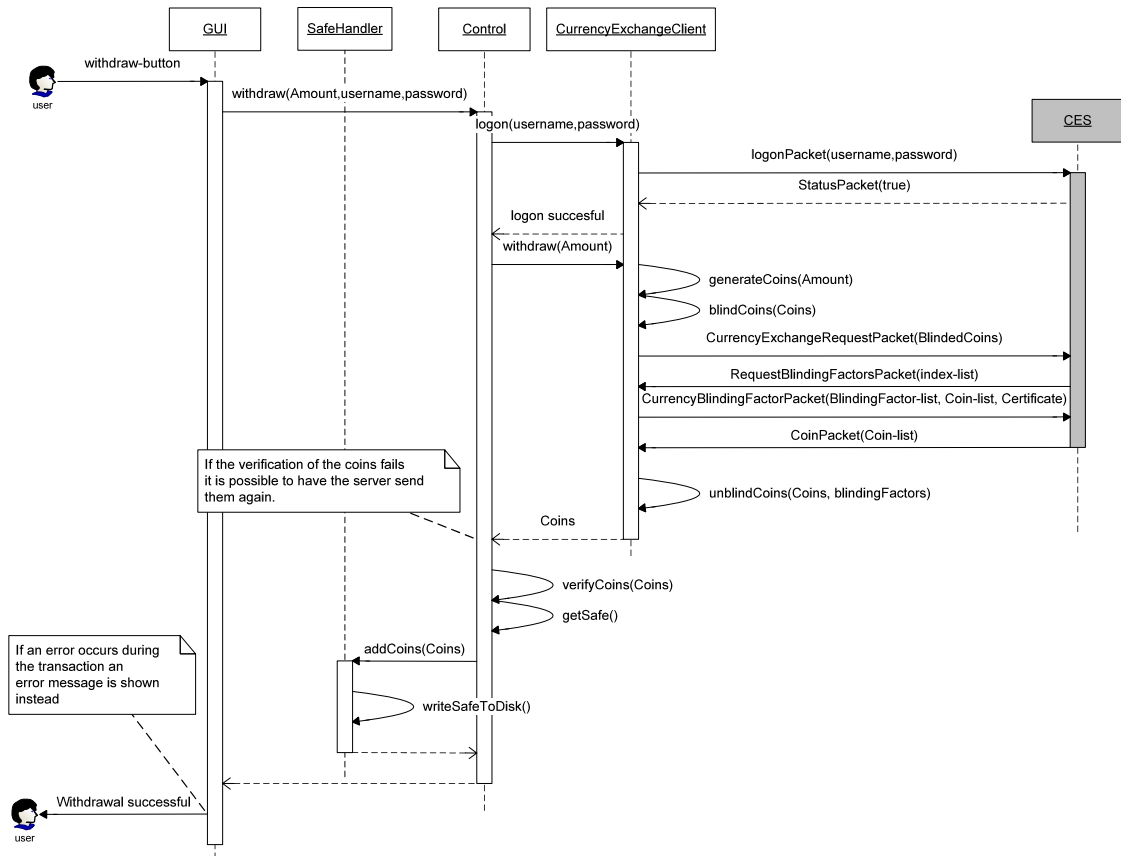 GUI
SafeHandler
Control
CurrencyExchangeClient
withdraw-button
user
withdraw(Amount,username,password)
logon(username,password)
CES
logonPacket(username,password)
StatusPacket(true)
logon succesful
withdraw(Amount)
generateCoins(Amount)
blindCoins(Coins)
CurrencyExchangeRequestPacket(BlindedCoins)
RequestBlindingFactorsPacket(index-list)
CurrencyBlindingFactorPacket(BlindingFactor-list, Coin-list, Certificate)
CoinPacket(Coin-list)
If the verification of the coins fails
it is possible to have the server send
them again.
unblindCoins(Coins, blindingFactors)
Coins
verifyCoins(Coins)
getSafe()
If an error occurs during
the transaction an
error message is shown
instead
addCoins(Coins)
writeSafeToDisk()
Withdrawal successful
user